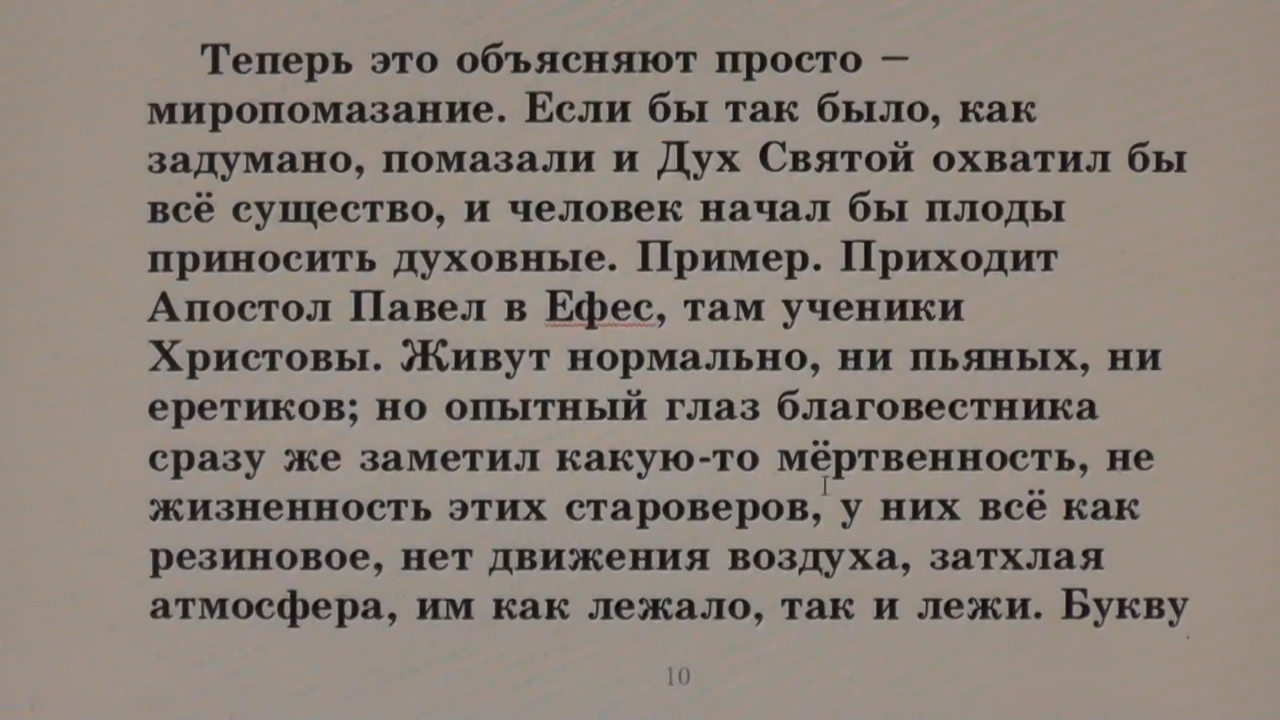 Теперь это объясняют просто –
миропомазание. Если бы так было, как
задумано, помазали и Дух Святой охватил бы
всё существо, и человек начал бы плоды
приносить духовные. Пример. Приходит
Апостол Павел в Ефес, там ученики
Христовы. Живут нормально, ни пьяных, ни
еретиков; но опытный глаз благовестника
сразу же заметил какую-то мёртвенность, не
жизненность этих староверов, у них всё как
резиновое, нет движения воздуха, затхлая
атмосфера, им как лежало, так и лежи. Букву
10